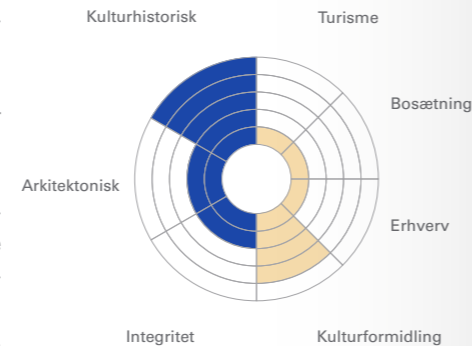 Kulturhistorisk
Turisme
Bosætning
Arkitektonisk
Erhverv
Integritet
Kulturformidling